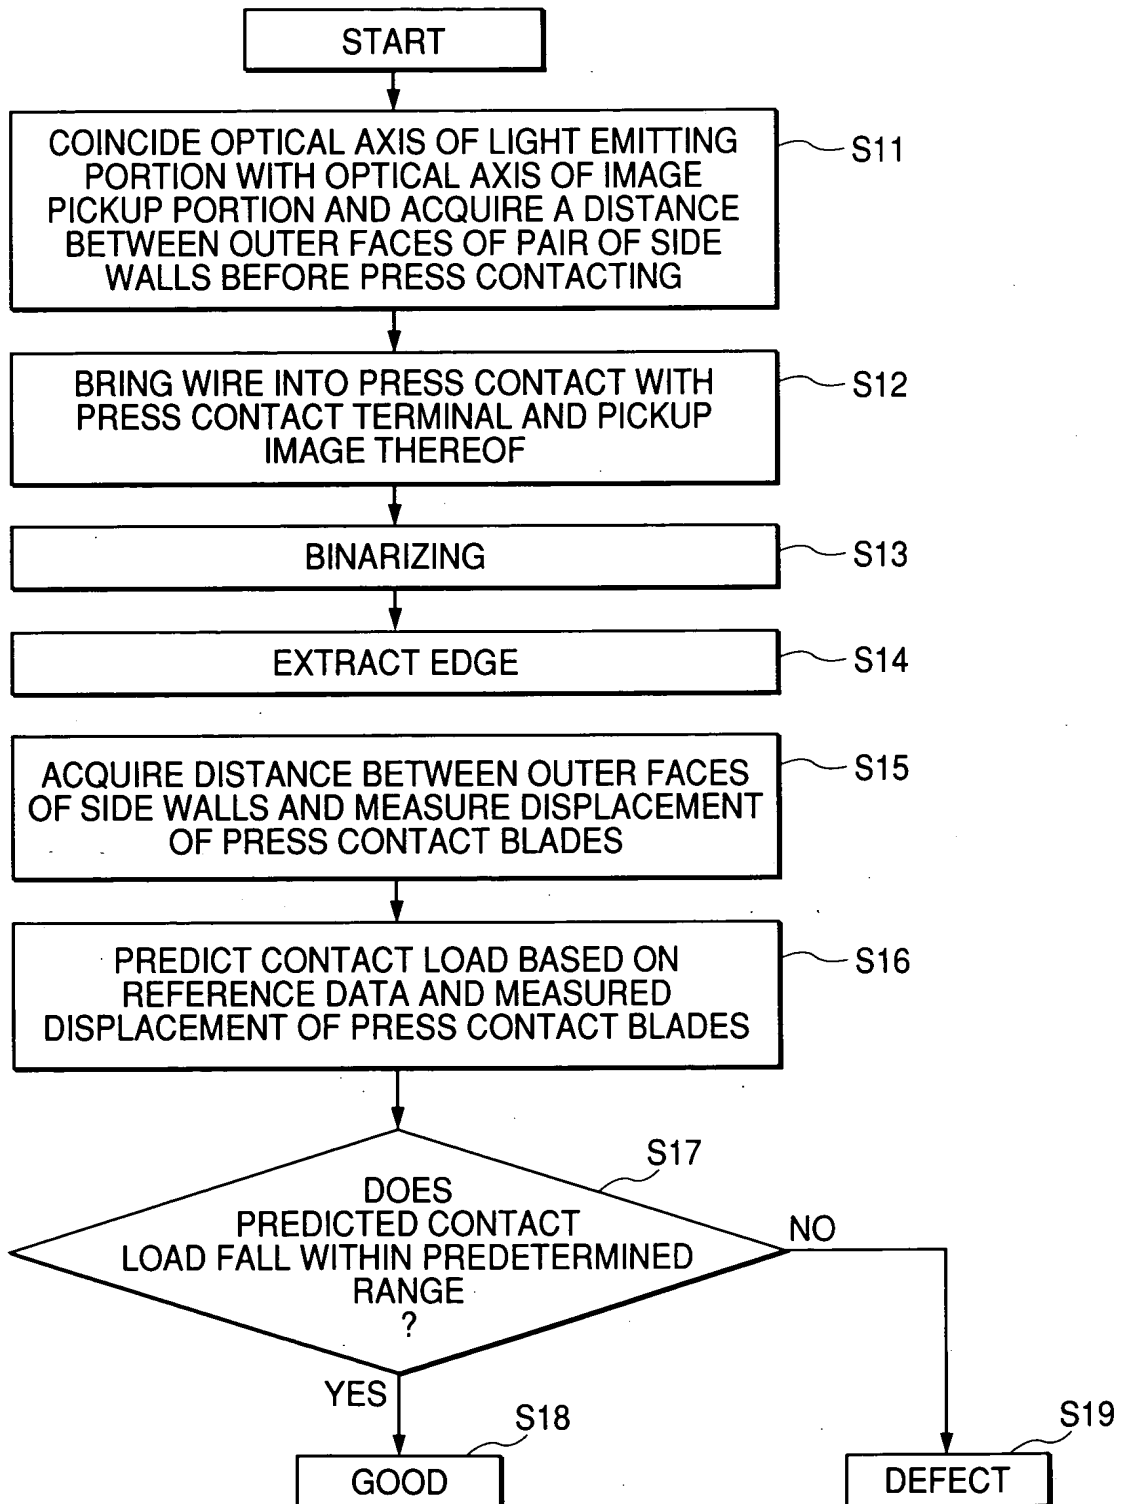 START
COINCIDE OPTICAL AXIS OF LIGHT EMITTING
PORTION WITH OPTICAL AXIS OF IMAGE
PICKUP PORTION AND ACQUIRE A DISTANCE
BETWEEN OUTER FACES OF PAIR OF SIDE
WALLS BEFORE PRESS CONTACTING
S11
BRING WIRE INTO PRESS CONTACT WITH
PRESS CONTACT TERMINAL AND PICKUP
IMAGE THEREOF
S12
BINARIZING
S13
EXTRACT EDGE
S14
ACQUIRE DISTANCE BETWEEN OUTER FACES
OF SIDE WALLS AND MEASURE DISPLACEMENT
OF PRESS CONTACT BLADES
S15
PREDICT CONTACT LOAD BASED ON
REFERENCE DATA AND MEASURED
DISPLACEMENT OF PRESS CONTACT BLADES
S16
S17
DOES
PREDICTED CONTACT
LOAD FALL WITHIN PREDETERMINED
RANGE
?
NO
YES
S18
GOOD
S19
DEFECT